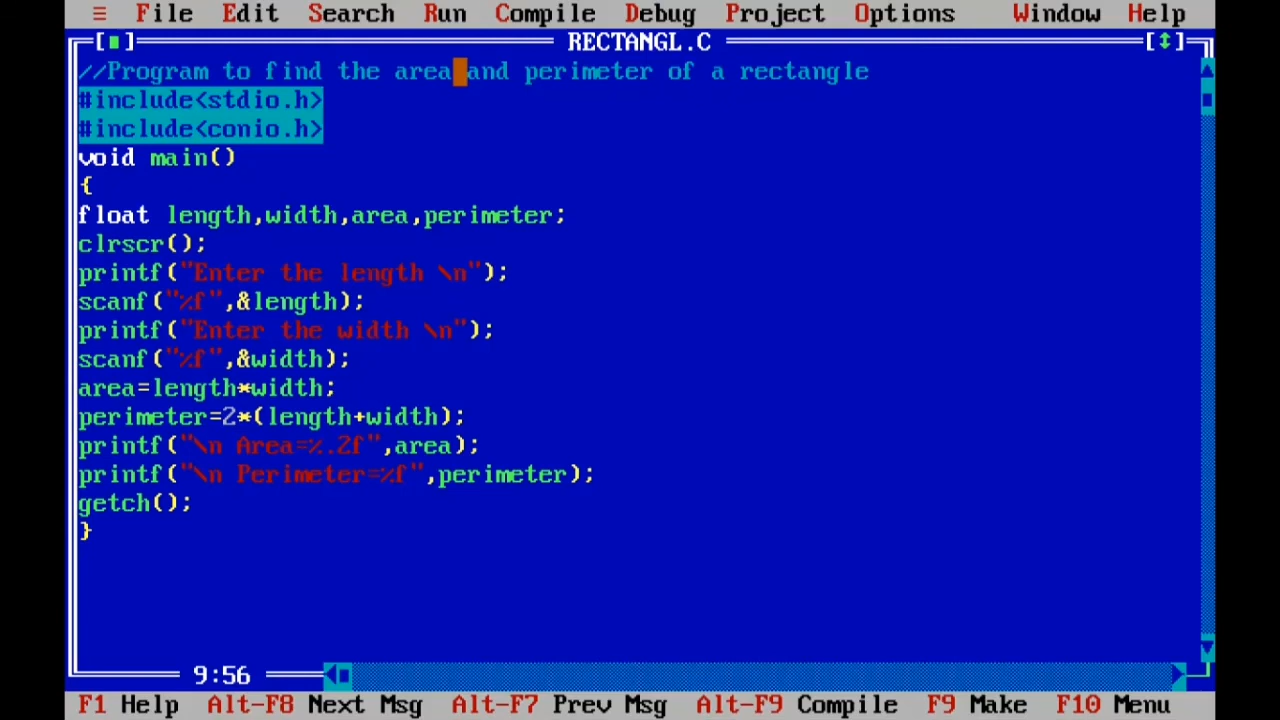 ≡ File Edit Search Run Compile Debug Project Options Window Help
RECTANGL.C
//Program to find the area and perimeter of a rectangle
#include<stdio.h>
#include<conio.h>
void main()
{
float length,width,area,perimeter;
clrscr();
printf("Enter the length \n");
scanf("%f",&length);
printf("Enter the width \n");
scanf("%f",&width);
area=length*width;
perimeter=2*(length+width);
printf("\n Area=%.2f",area);
printf("\n Perimeter=%f",perimeter);
getch();
}
9:56
F1 Help Alt-F8 Next Msg Alt-F7 Prev Msg Alt-F9 Compile F9 Make F10 Menu